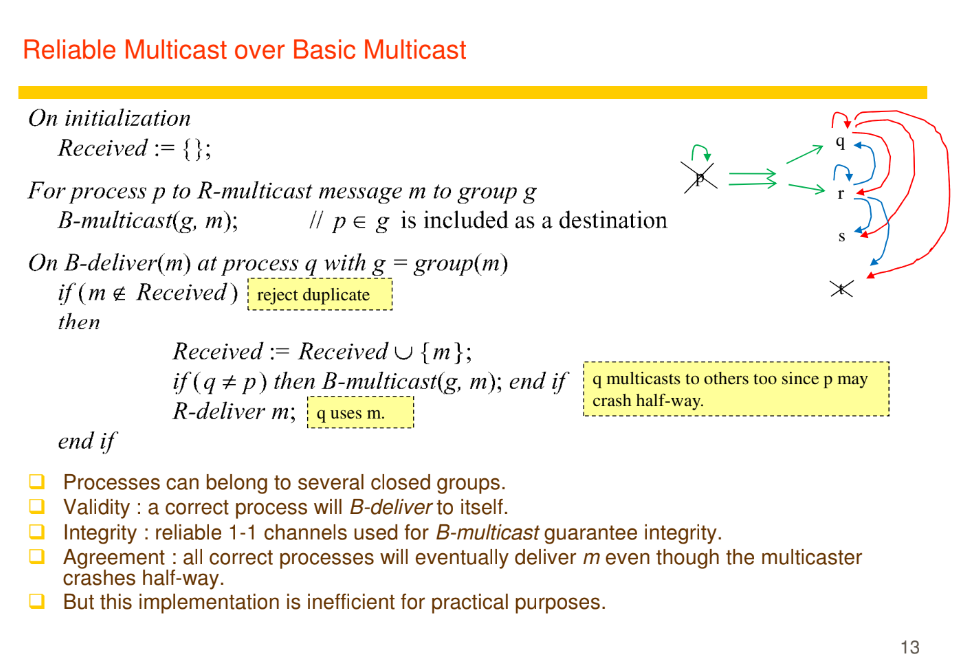 Reliable Multicast over Basic Multicast
On initialization
Received := {};
For process p to R-multicast message m to group g
B-multicast(g, m); // p ∈ g is included as a destination
On B-deliver(m) at process q with g = group(m)
if (m ∉ Received) reject duplicate
then
Received := Received ∪ {m};
if (q ≠ p) then B-multicast(g, m); end if
q multicasts to others too since p may
crash half-way.
R-deliver m; q uses m.
end if
p
q
r
s
t
Processes can belong to several closed groups.
Validity : a correct process will B-deliver to itself.
Integrity : reliable 1-1 channels used for B-multicast guarantee integrity.
Agreement : all correct processes will eventually deliver m even though the multicaster
crashes half-way.
But this implementation is inefficient for practical purposes.
13